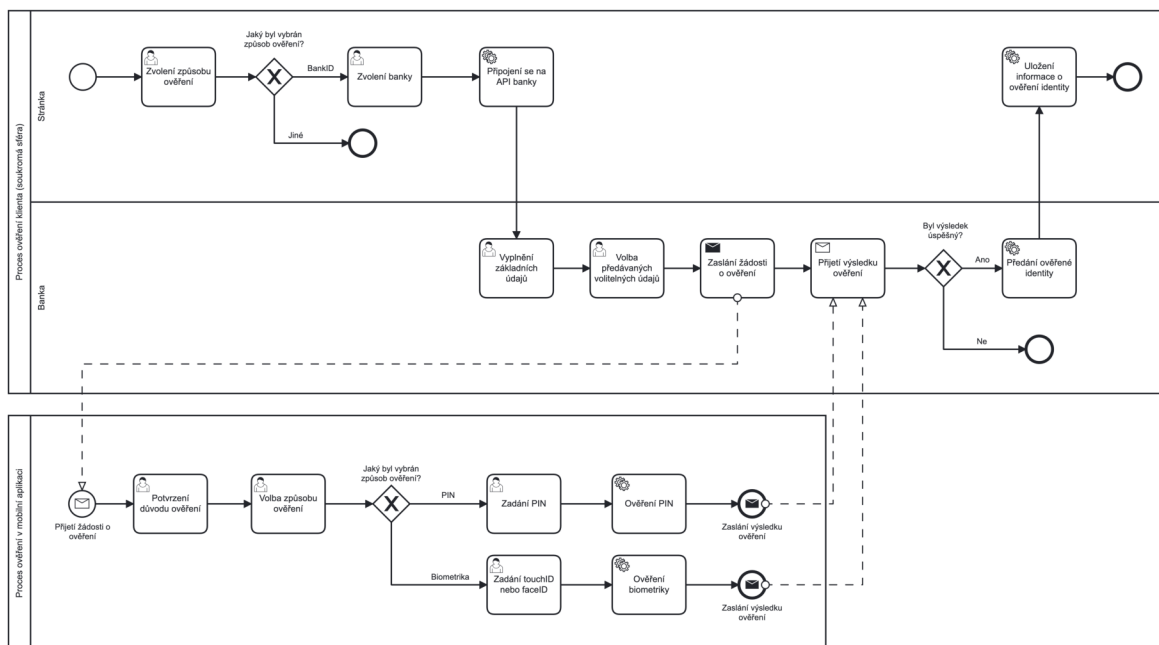 Proces ověření klienta (soukromá sféra)
Stránka
Zvolení způsobu
ověření
Jaký byl vybrán
způsob ověření?
BankID
Jiné
Zvolení banky
Připojení se na
API banky
Uložení
informace o
ověření identity
Banka
Vyplnění
základních
údajů
Volba
předávaných
volitelných údajů
Zaslání žádosti
o ověření
Přijetí výsledku
ověření
Byl výsledek
úspěšný?
Ano
Ne
Předání ověřené
identity
Proces ověření v mobilní aplikaci
Přijetí žádosti o
ověření
Potvrzení
důvodu ověření
Volba způsobu
ověření
Jaký byl vybrán
způsob ověření?
PIN
Biometrika
Zadání PIN
Ověření PIN
Zaslání výsledku
ověření
Zadání touchID
nebo faceID
Ověření
biometriky
Zaslání výsledku
ověření